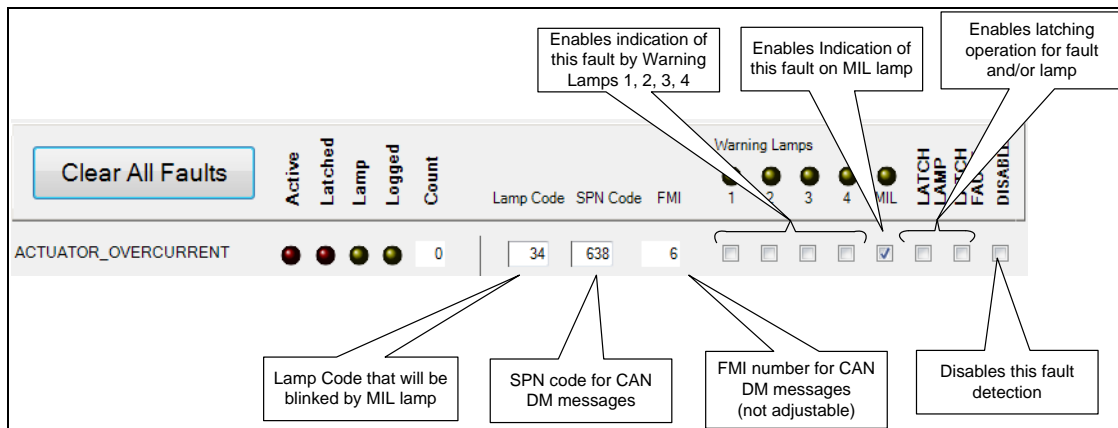 Enables indication of
this fault by Warning
Lamps 1, 2, 3, 4
Enables Indication of
this fault on MIL lamp
Enables latching
operation for fault
and/or lamp
Clear All Faults
Active
Latched
Lamp
Logged
Count
Lamp Code
SPN Code
FMI
Warning Lamps
1
2
3
4
MIL
LATCH
LAMP
LATCH
FAUL
DISABLE
ACTUATOR_OVERCURRENT
0
34
638
6
Lamp Code that will be
blinked by MIL lamp
SPN code for CAN
DM messages
FMI number for CAN
DM messages
(not adjustable)
Disables this fault
detection